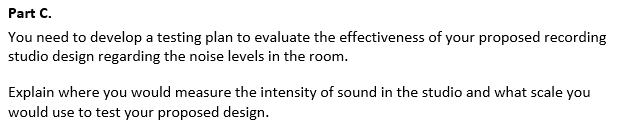 Part C.
You need to develop a testing plan to evaluate the effectiveness of your proposed recording
studio design regarding the noise levels in the room.
Explain where you would measure the intensity of sound in the studio and what scale you
would use to test your proposed design.